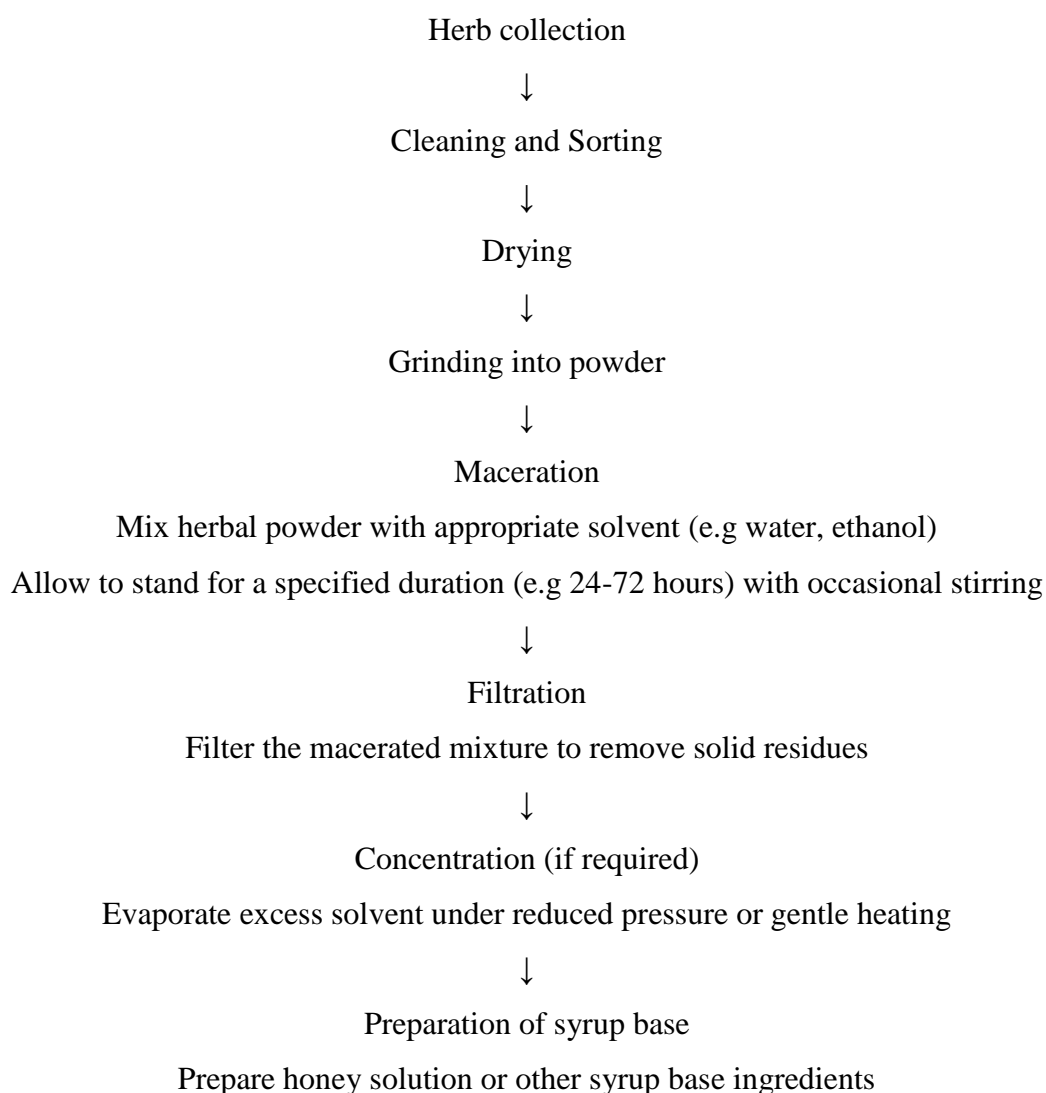 Herb collection
↓
Cleaning and Sorting
↓
Drying
↓
Grinding into powder
↓
Maceration
Mix herbal powder with appropriate solvent (e.g water, ethanol)
Allow to stand for a specified duration (e.g 24-72 hours) with occasional stirring
↓
Filtration
Filter the macerated mixture to remove solid residues
↓
Concentration (if required)
Evaporate excess solvent under reduced pressure or gentle heating
↓
Preparation of syrup base
Prepare honey solution or other syrup base ingredients